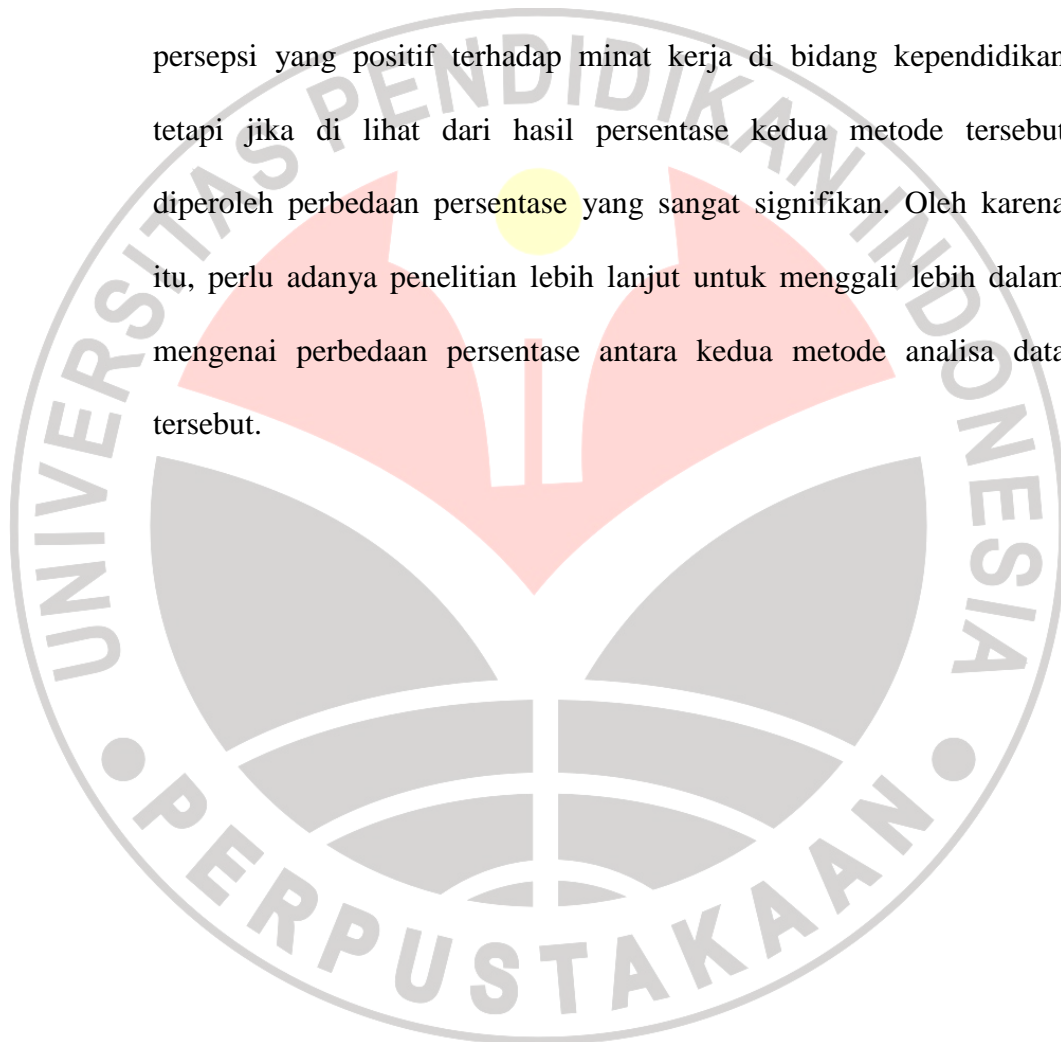 persepsi yang positif terhadap minat kerja di bidang kependidikan
tetapi jika di lihat dari hasil persentase kedua metode tersebut
diperoleh perbedaan persentase yang sangat signifikan. Oleh karena
itu, perlu adanya penelitian lebih lanjut untuk menggali lebih dalam
mengenai perbedaan persentase antara kedua metode analisa data
tersebut.
UNIVERSITAS PENDIDIKAN INDONESIA
PERPUSTAKAAN